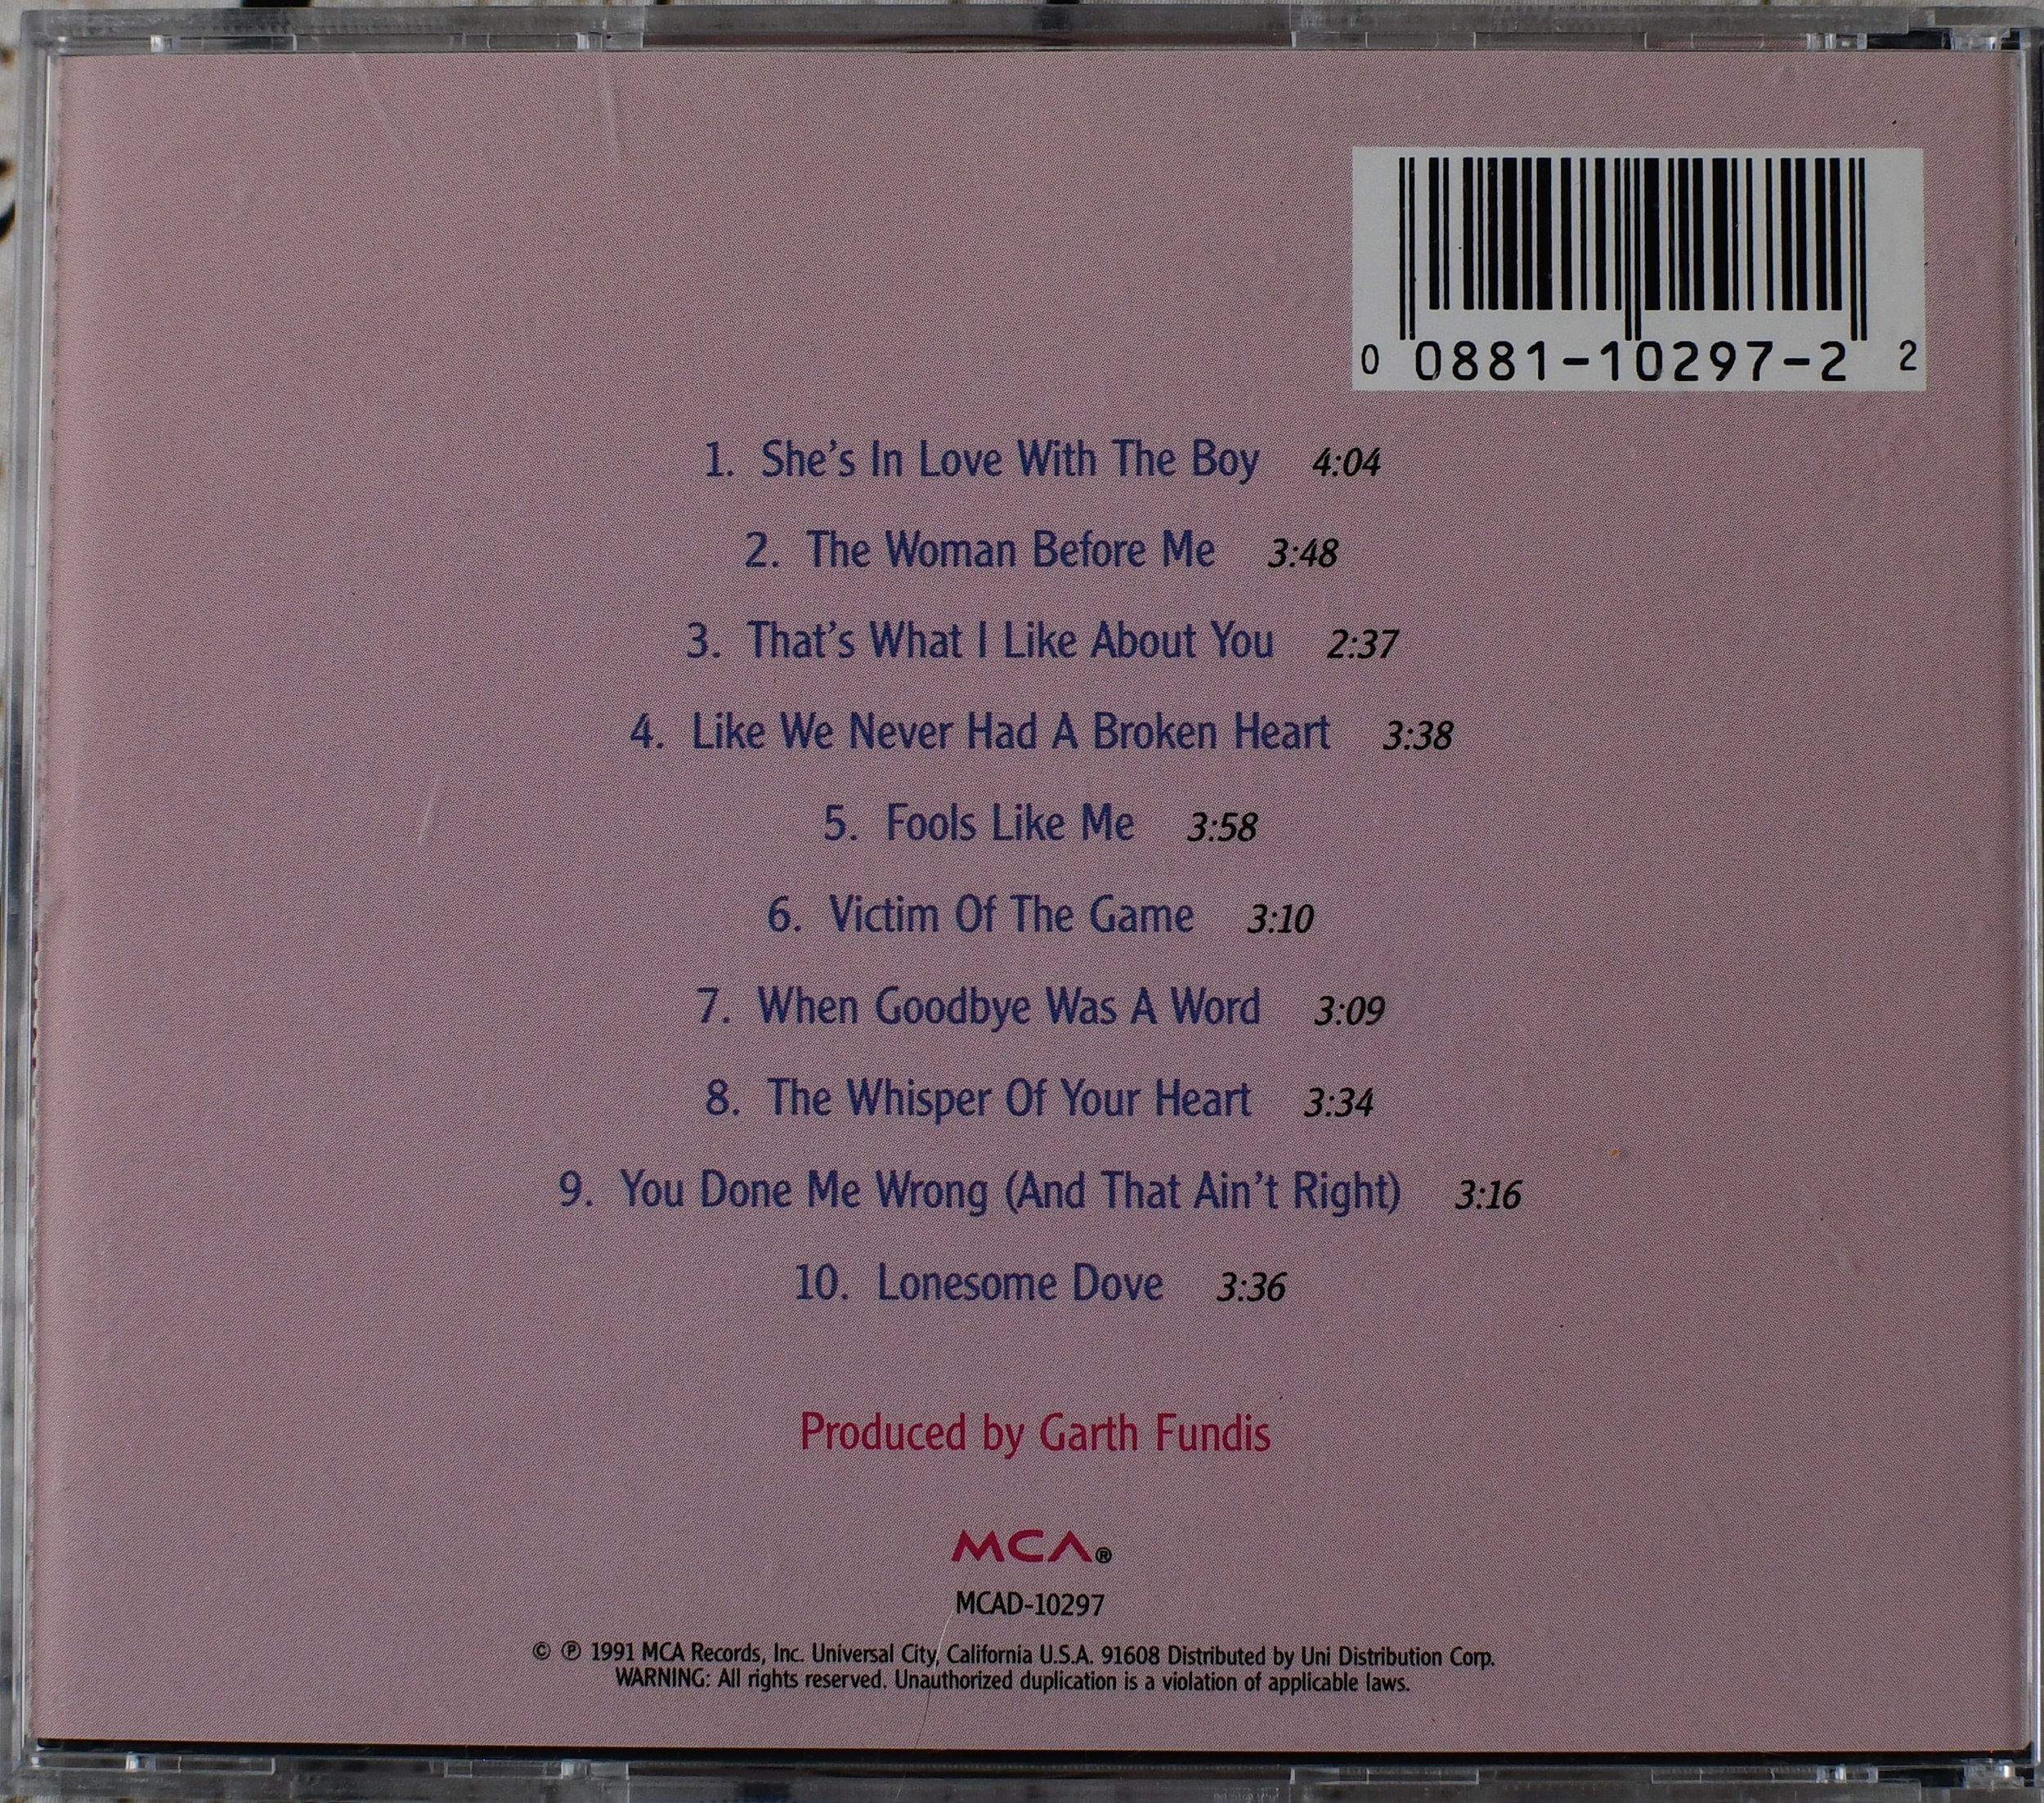 0 0881-10297-2 2
1. She's In Love With The Boy 4:04
2. The Woman Before Me 3:48
3. That's What I Like About You 2:37
4. Like We Never Had A Broken Heart 3:38
5. Fools Like Me 3:58
6. Victim Of The Game 3:10
7. When Goodbye Was A Word 3:09
8. The Whisper Of Your Heart 3:34
9. You Done Me Wrong (And That Ain't Right) 3:16
10. Lonesome Dove 3:36
Produced by Garth Fundis
MCA®
MCAD-10297
© ℗ 1991 MCA Records, Inc. Universal City, California U.S.A. 91608 Distributed by Uni Distribution Corp.
WARNING: All rights reserved. Unauthorized duplication is a violation of applicable laws.